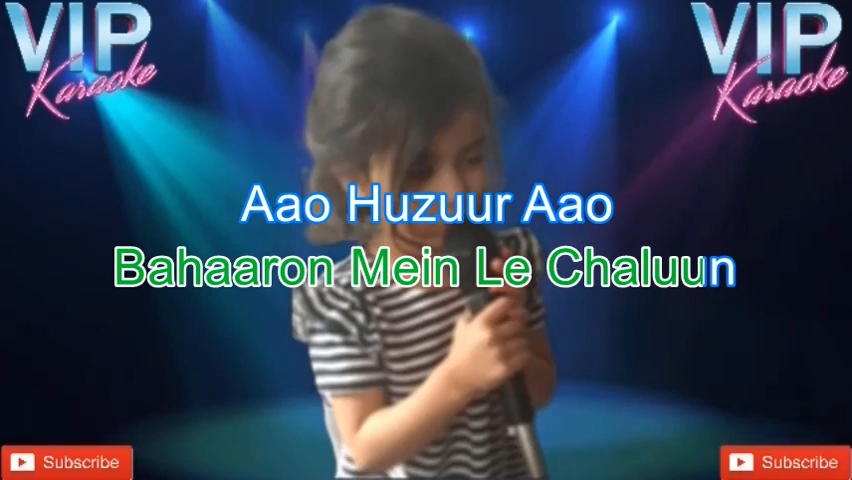 VIP VIP
Karaoke Karaoke
Aao Huzuur Aao
Bahaaron Mein Le Chaluun
Subscribe Subscribe